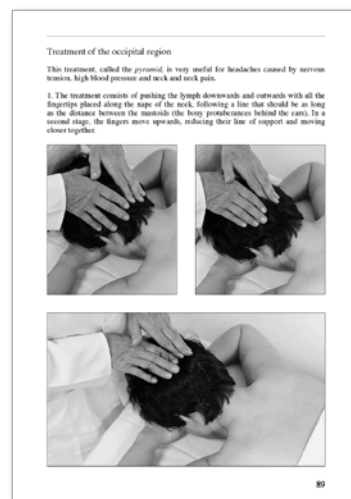 Treatment of the occipital region
This treatment, called the pyramid, is very useful for headaches caused by nervous
tension, high blood pressure and neck and neck pain.
1. The treatment consists of pushing the lymph downwards and outwards with all the
fingertips placed along the nape of the neck, following a line that should be as long
as the distance between the mastoids (the bony protuberances behind the ears). In a
second stage, the fingers move upwards, reducing their line of support and moving
closer together.
89